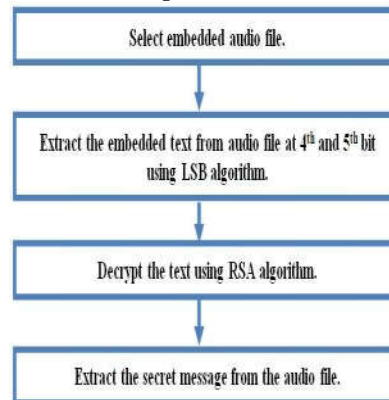 Select embedded audio file.
Extract the embedded text from audio file at 4th and 5th bit
using LSB algorithm.
Decrypt the text using RSA algorithm.
Extract the secret message from the audio file.